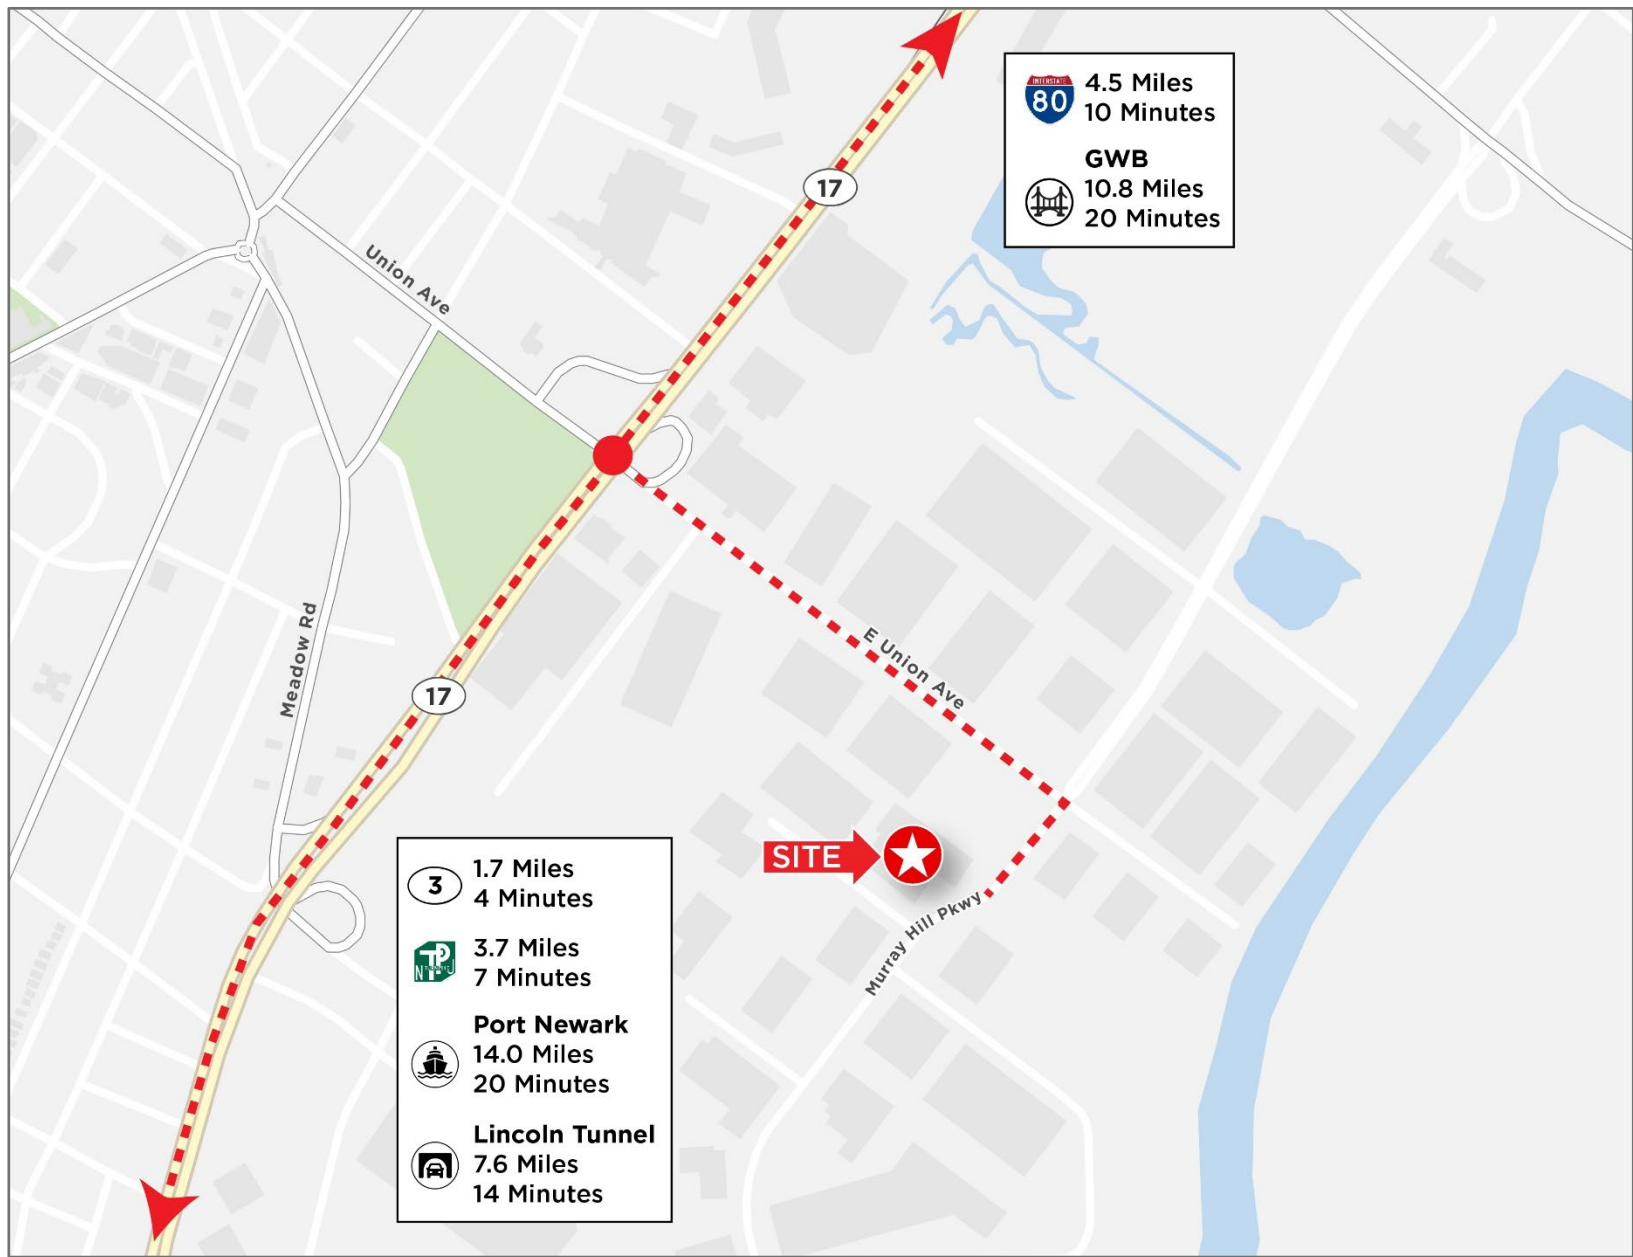 INTERSTATE
80
4.5 Miles
10 Minutes
GWB
10.8 Miles
20 Minutes
17
Union Ave
E Union Ave
Meadow Rd
17
SITE
Murray Hill Pkwy
3
1.7 Miles
4 Minutes
3.7 Miles
7 Minutes
Port Newark
14.0 Miles
20 Minutes
Lincoln Tunnel
7.6 Miles
14 Minutes